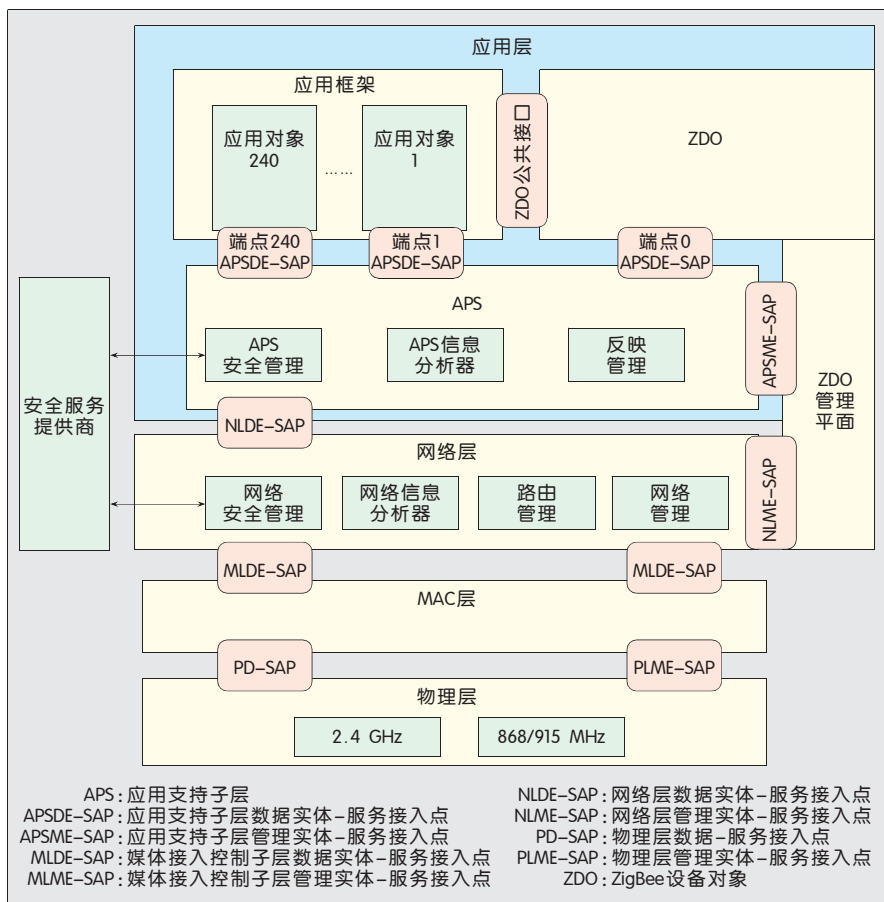 应用层
应用框架
应用对象
240
……
应用对象
1
ZDO公共接口
ZDO
端点240
APSDE-SAP
端点1
APSDE-SAP
端点0
APSDE-SAP
APS
APS
安全管理
APS信息
分析器
反映
管理
APSME-SAP
ZDO
管理
平面
安全服务
提供商
NLDE-SAP
网络层
网络
安全管理
网络信息
分析器
路由
管理
网络
管理
NLME-SAP
MLDE-SAP
MLDE-SAP
MAC层
PD-SAP
PLME-SAP
物理层
2.4 GHz
868/915 MHz
APS:应用支持子层
APSDE-SAP:应用支持子层数据实体-服务接入点
APSME-SAP:应用支持子层管理实体-服务接入点
MLDE-SAP:媒体接入控制子层数据实体-服务接入点
MLME-SAP:媒体接入控制子层管理实体-服务接入点
NLDE-SAP:网络层数据实体-服务接入点
NLME-SAP:网络层管理实体-服务接入点
PD-SAP:物理层数据-服务接入点
PLME-SAP:物理层管理实体-服务接入点
ZDO:ZigBee设备对象